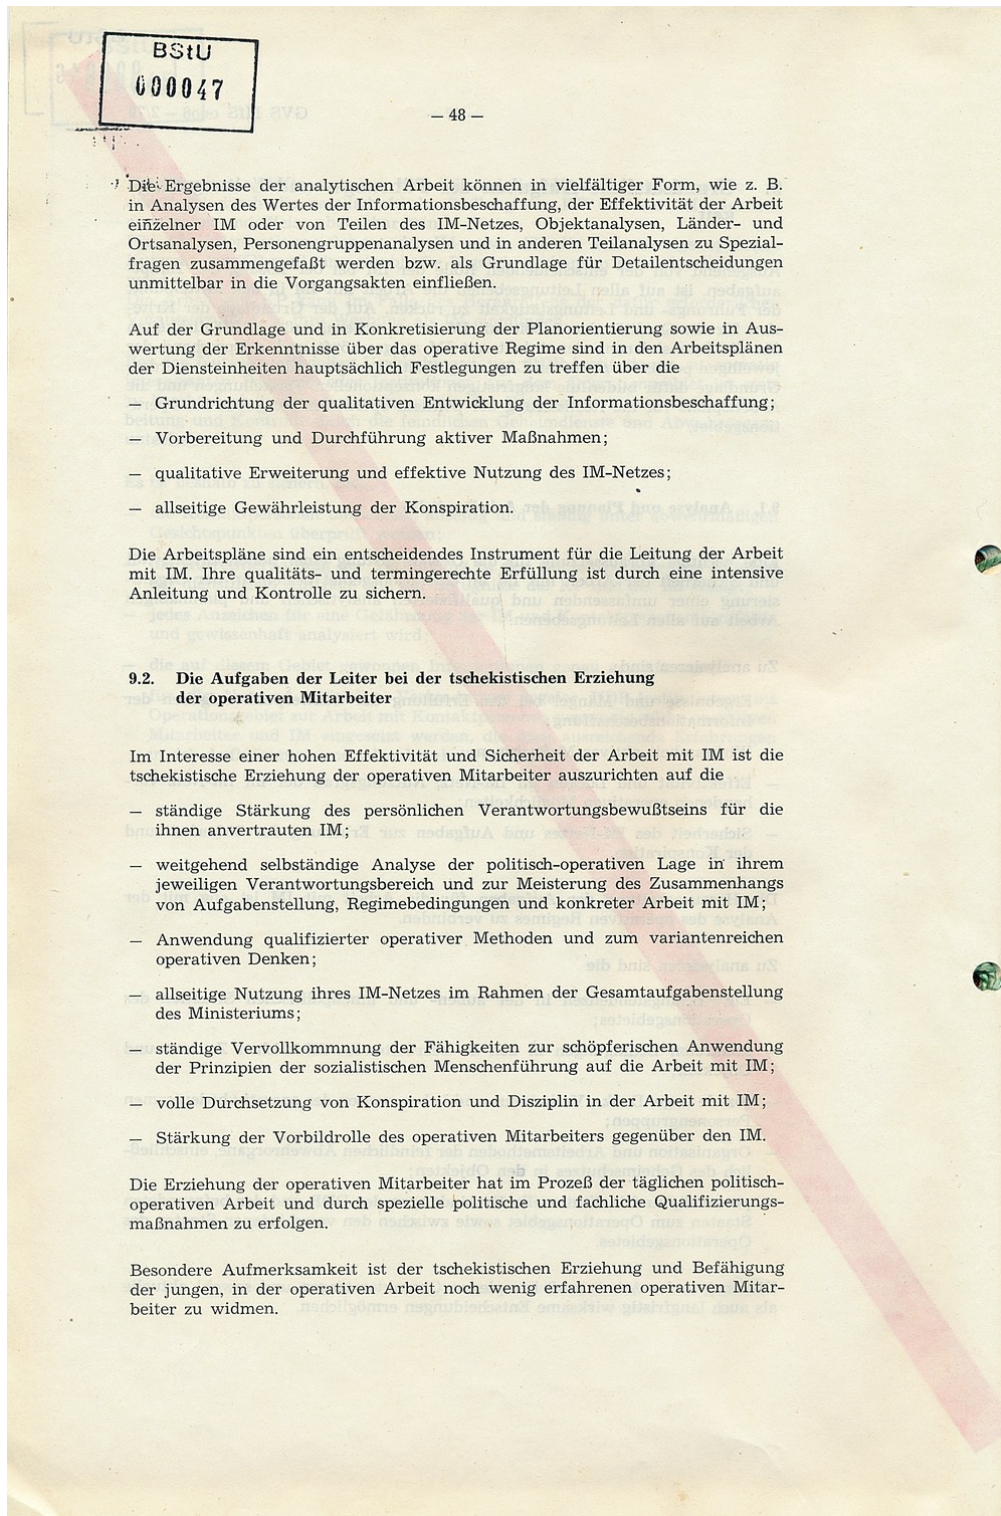 BStU
000047
— 48 —
Die Ergebnisse der analytischen Arbeit können in vielfältiger Form, wie z. B.
in Analysen des Wertes der Informationsbeschaffung, der Effektivität der Arbeit
einzelner IM oder von Teilen des IM-Netzes, Objektanalysen, Länder- und
Ortsanalysen, Personengruppenanalysen und in anderen Teilanalysen zu Spezial-
fragen zusammengefaßt werden bzw. als Grundlage für Detailentscheidungen
unmittelbar in die Vorgangsakten einfließen.
Auf der Grundlage und in Konkretisierung der Planorientierung sowie in Aus-
wertung der Erkenntnisse über das operative Regime sind in den Arbeitsplänen
der Diensteinheiten hauptsächlich Festlegungen zu treffen über die
— Grundrichtung der qualitativen Entwicklung der Informationsbeschaffung;
— Vorbereitung und Durchführung aktiver Maßnahmen;
— qualitative Erweiterung und effektive Nutzung des IM-Netzes;
— allseitige Gewährleistung der Konspiration.
Die Arbeitspläne sind ein entscheidendes Instrument für die Leitung der Arbeit
mit IM. Ihre qualitäts- und termingerechte Erfüllung ist durch eine intensive
Anleitung und Kontrolle zu sichern.
9.2. Die Aufgaben der Leiter bei der tschekistischen Erziehung
der operativen Mitarbeiter
Im Interesse einer hohen Effektivität und Sicherheit der Arbeit mit IM ist die
tschekistische Erziehung der operativen Mitarbeiter auszurichten auf die
— ständige Stärkung des persönlichen Verantwortungsbewußtseins für die
ihnen anvertrauten IM;
— weitgehend selbständige Analyse der politisch-operativen Lage in ihrem
jeweiligen Verantwortungsbereich und zur Meisterung des Zusammenhangs
von Aufgabenstellung, Regimebedingungen und konkreter Arbeit mit IM;
— Anwendung qualifizierter operativer Methoden und zum variantenreichen
operativen Denken;
— allseitige Nutzung ihres IM-Netzes im Rahmen der Gesamtaufgabenstellung
des Ministeriums;
— ständige Vervollkommnung der Fähigkeiten zur schöpferischen Anwendung
der Prinzipien der sozialistischen Menschenführung auf die Arbeit mit IM;
— volle Durchsetzung von Konspiration und Disziplin in der Arbeit mit IM;
— Stärkung der Vorbildrolle des operativen Mitarbeiters gegenüber den IM.
Die Erziehung der operativen Mitarbeiter hat im Prozeß der täglichen politisch-
operativen Arbeit und durch spezielle politische und fachliche Qualifizierungs-
maßnahmen zu erfolgen.
Besondere Aufmerksamkeit ist der tschekistischen Erziehung und Befähigung
der jungen, in der operativen Arbeit noch wenig erfahrenen operativen Mitar-
beiter zu widmen.